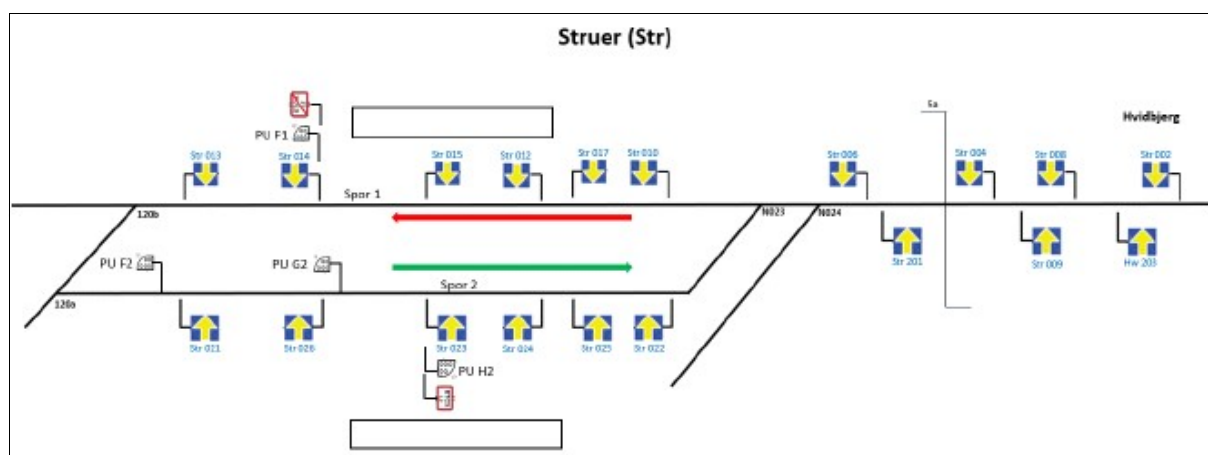 Struer (Str)
5a
Hvidbjerg
PU F1
Str 013
Str 014
Str 015
Str 012
Str 017
Str 010
Str 006
Str 004
Str 008
Str 002
Spor 1
120b
N023
N024
PU F2
PU G2
Str 201
Str 009
Hw 203
Spor 2
120a
Str 021
Str 026
Str 023
Str 024
Str 025
Str 022
PU H2